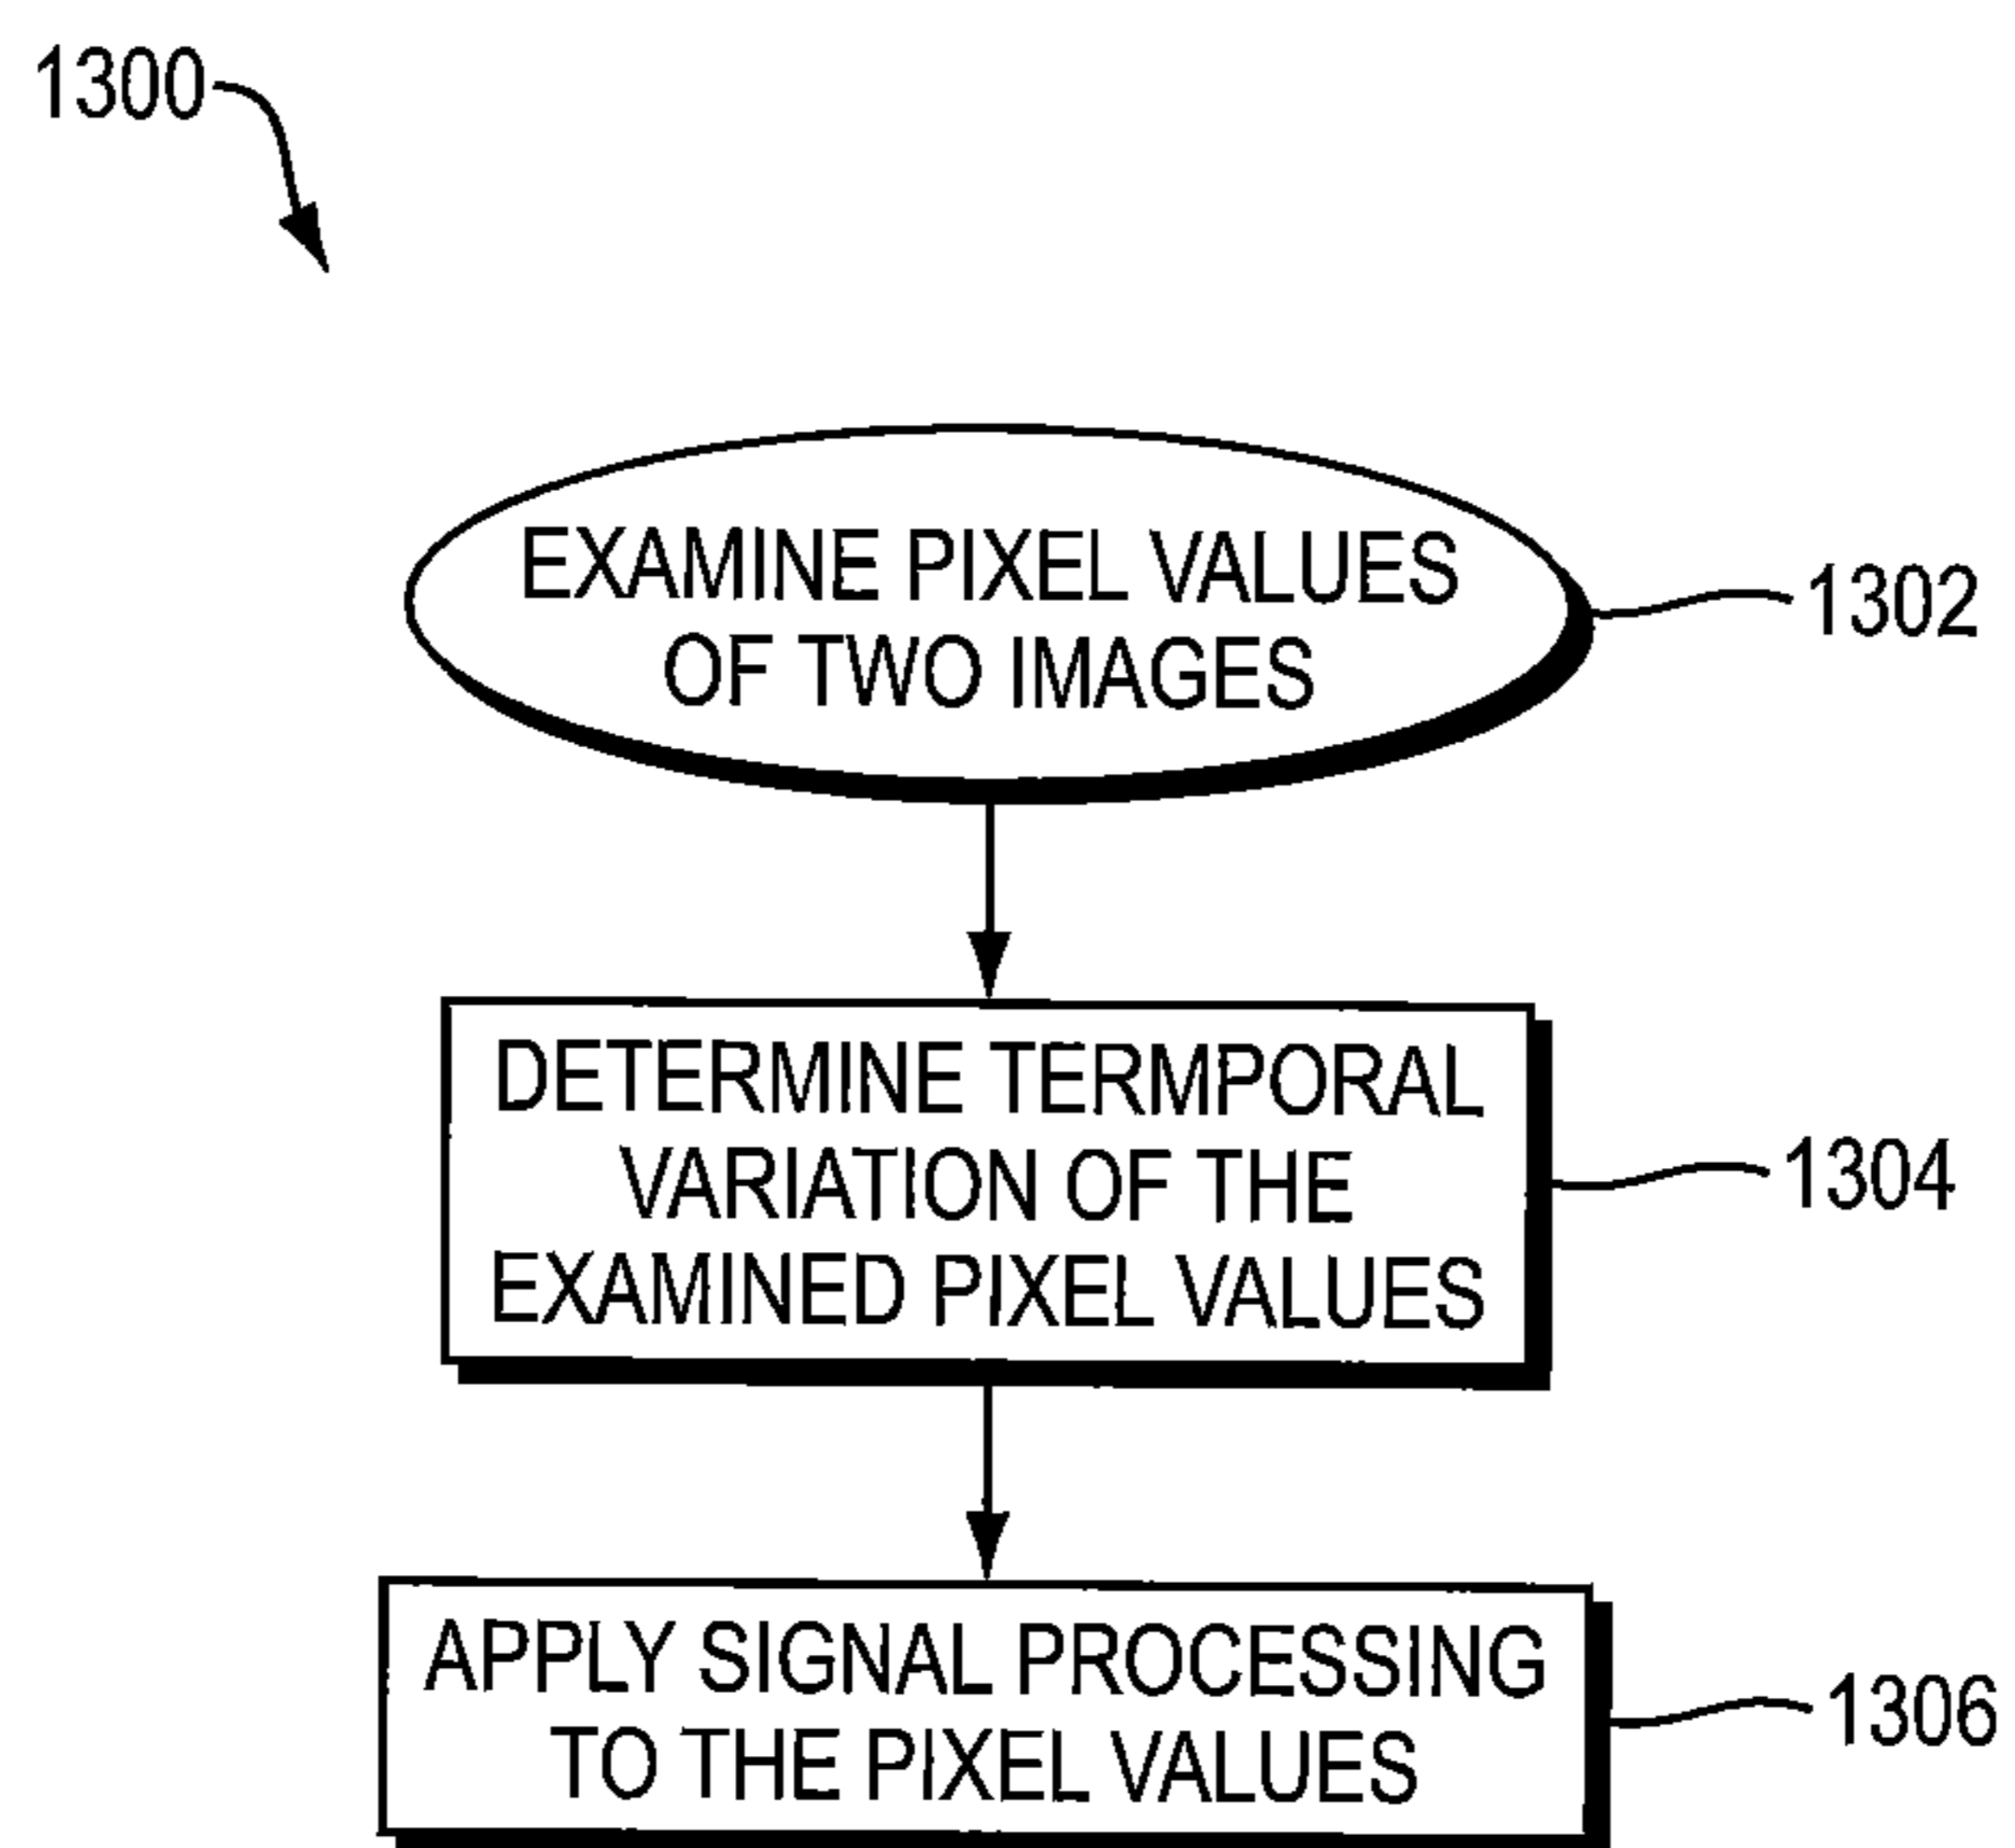 1300
EXAMINE PIXEL VALUES
OF TWO IMAGES
1302
DETERMINE TERMPORAL
VARIATION OF THE
EXAMINED PIXEL VALUES
1304
APPLY SIGNAL PROCESSING
TO THE PIXEL VALUES
1306